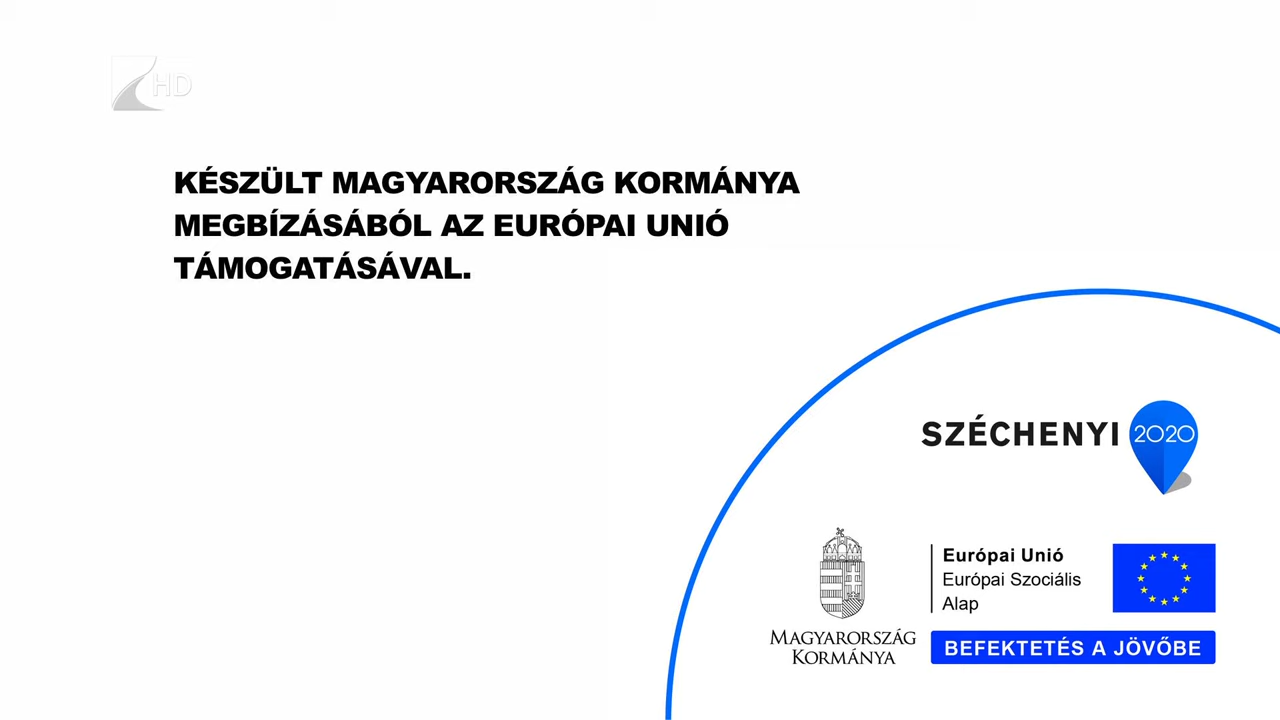 HD
KÉSZÜLT MAGYARORSZÁG KORMÁNYA
MEGBÍZÁSÁBÓL AZ EURÓPAI UNIÓ
TÁMOGATÁSÁVAL.
SZÉCHENYI 2020
Európai Unió
Európai Szociális
Alap
MAGYARORSZÁG
KORMÁNYA
BEFEKTETÉS A JÖVŐBE